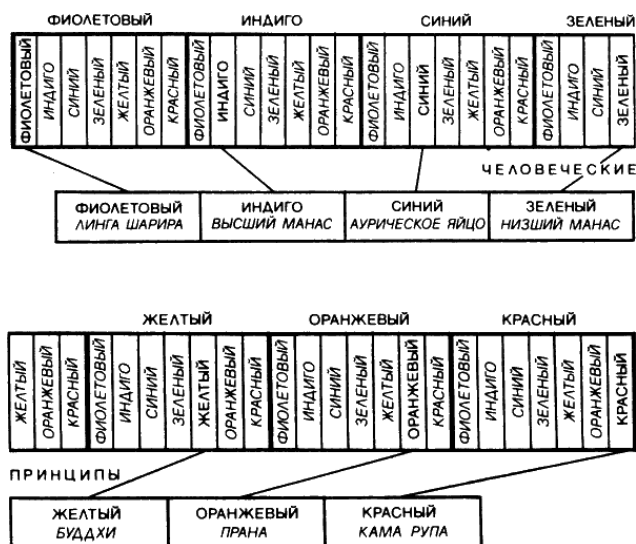 ФИОЛЕТОВЫЙ ИНДИГО СИНИЙ ЗЕЛЕНЫЙ
ФИОЛЕТОВЫЙ ИНДИГО СИНИЙ ЗЕЛЕНЫЙ ЖЕЛТЫЙ ОРАНЖЕВЫЙ КРАСНЫЙ ФИОЛЕТОВЫЙ ИНДИГО СИНИЙ ЗЕЛЕНЫЙ ЖЕЛТЫЙ ОРАНЖЕВЫЙ КРАСНЫЙ ФИОЛЕТОВЫЙ ИНДИГО СИНИЙ ЗЕЛЕНЫЙ ЖЕЛТЫЙ ОРАНЖЕВЫЙ КРАСНЫЙ ФИОЛЕТОВЫЙ ИНДИГО СИНИЙ ЗЕЛЕНЫЙ
ЧЕЛОВЕЧЕСКИЕ
ФИОЛЕТОВЫЙ ИНДИГО СИНИЙ ЗЕЛЕНЫЙ
ЛИНГА ШАРИРА ВЫСШИЙ МАНАС АУРИЧЕСКОЕ ЯЙЦО НИЗШИЙ МАНАС
ЖЕЛТЫЙ ОРАНЖЕВЫЙ КРАСНЫЙ
ЖЕЛТЫЙ ОРАНЖЕВЫЙ КРАСНЫЙ ФИОЛЕТОВЫЙ ИНДИГО СИНИЙ ЗЕЛЕНЫЙ ЖЕЛТЫЙ ОРАНЖЕВЫЙ КРАСНЫЙ ФИОЛЕТОВЫЙ ИНДИГО СИНИЙ ЗЕЛЕНЫЙ ЖЕЛТЫЙ ОРАНЖЕВЫЙ КРАСНЫЙ ФИОЛЕТОВЫЙ ИНДИГО СИНИЙ ЗЕЛЕНЫЙ ЖЕЛТЫЙ ОРАНЖЕВЫЙ КРАСНЫЙ
ПРИНЦИПЫ
ЖЕЛТЫЙ ОРАНЖЕВЫЙ КРАСНЫЙ
БУДДХИ ПРАНА КАМА РУПА